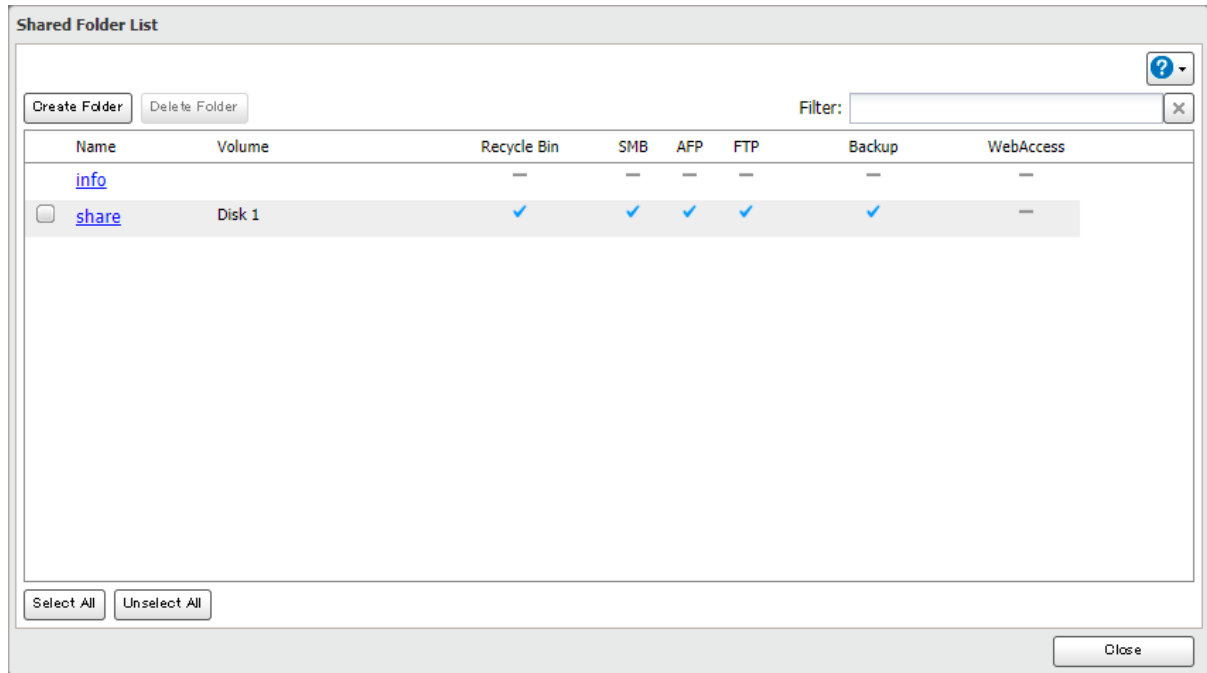 Shared Folder List
?
Create Folder Delete Folder Filter:
Name Volume Recycle Bin SMB AFP FTP Backup WebAccess
info
share Disk 1
Select All Unselect All
Close